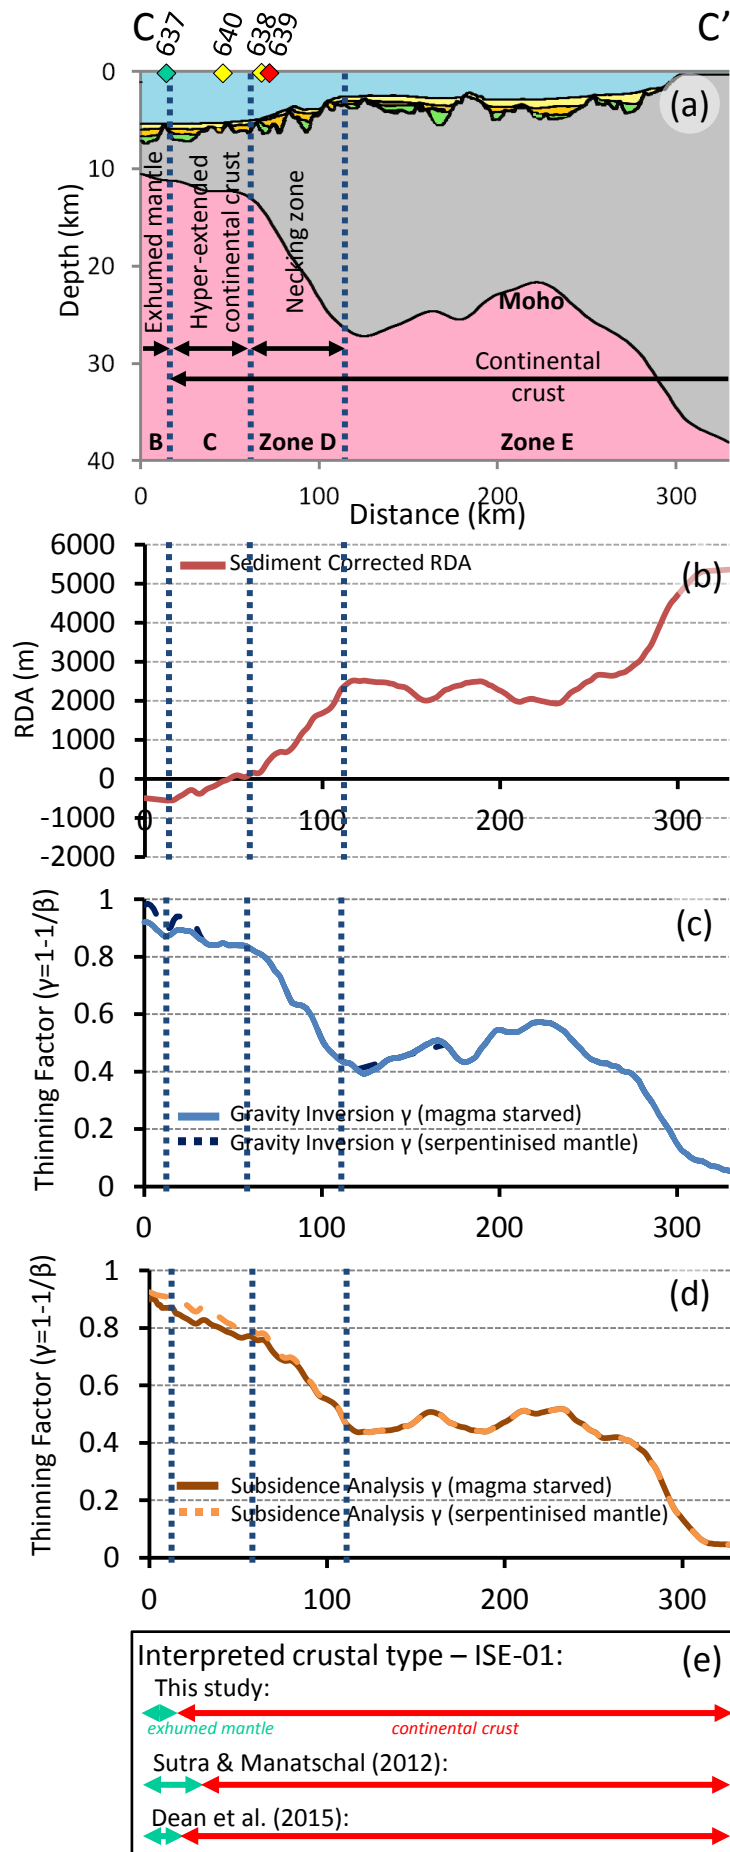 C
637
640
638
639
C'
0
10
20
30
40
Depth (km)
(a)
Exhumed mantle
Hyper-extended
continental crust
Necking zone
Moho
Continental
crust
B
C
Zone D
Zone E
0
100
200
300
Distance (km)
6000
5000
4000
3000
2000
1000
0
-1000
-2000
RDA (m)
Sediment Corrected RDA
(b)
0
100
200
300
1
0.8
0.6
0.4
0.2
0
Thinning Factor (γ=1-1/β)
(c)
Gravity Inversion γ (magma starved)
Gravity Inversion γ (serpentinised mantle)
0
100
200
300
1
0.8
0.6
0.4
0.2
0
Thinning Factor (γ=1-1/β)
(d)
Subsidence Analysis γ (magma starved)
Subsidence Analysis γ (serpentinised mantle)
0
100
200
300
Interpreted crustal type – ISE-01:
(e)
This study:
exhumed mantle
continental crust
Sutra & Manatschal (2012):
Dean et al. (2015):